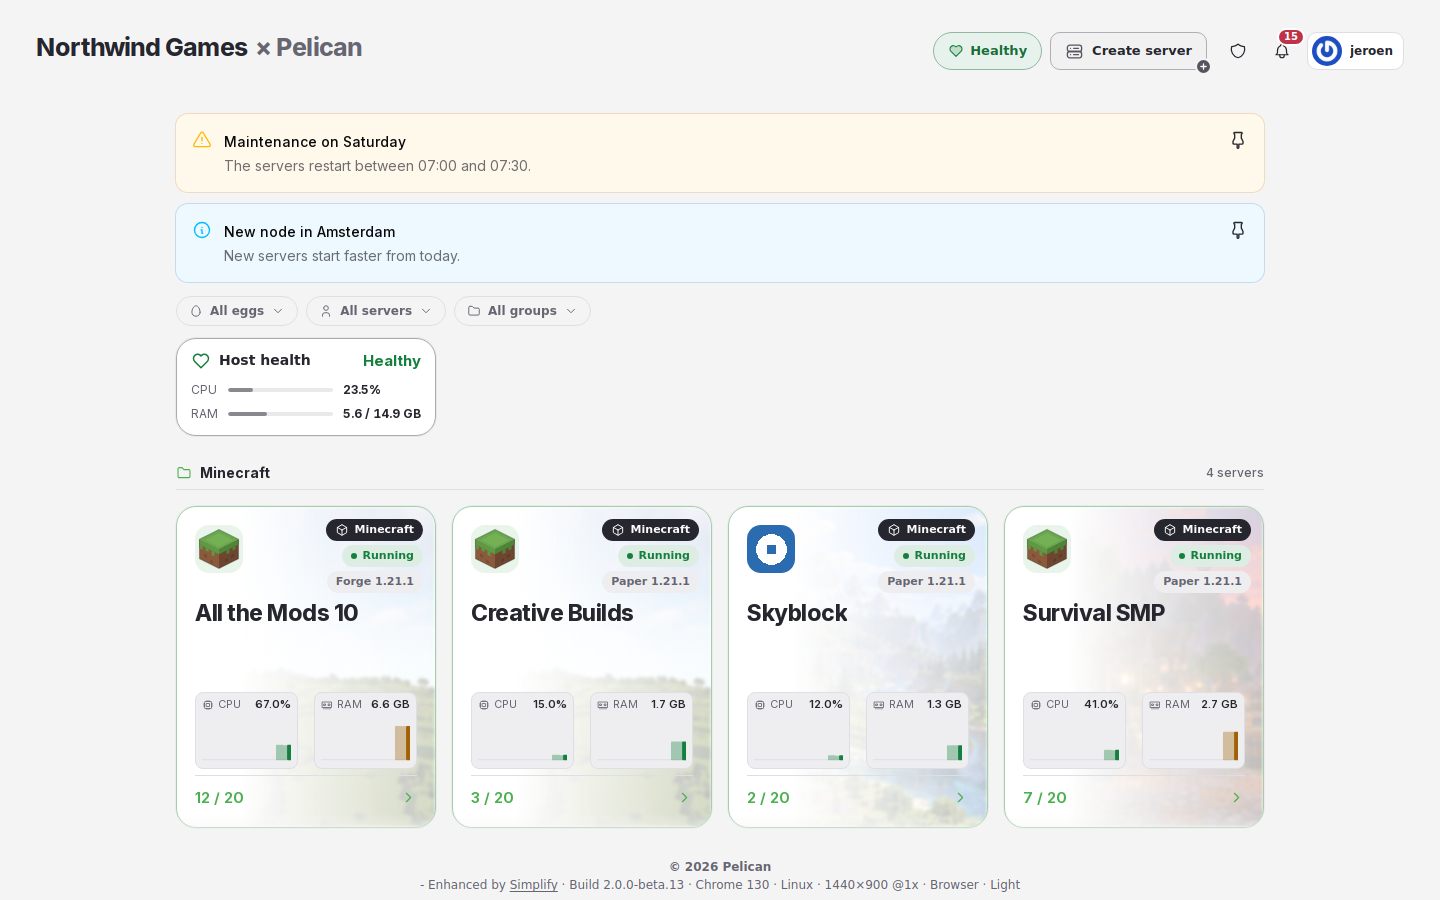 Northwind Games × Pelican
Healthy
Create server
15
jeroen
Maintenance on Saturday
The servers restart between 07:00 and 07:30.
New node in Amsterdam
New servers start faster from today.
All eggs
All servers
All groups
Host health
Healthy
CPU 23.5%
RAM 5.6 / 14.9 GB
Minecraft
4 servers
Minecraft
Running
Forge 1.21.1
All the Mods 10
CPU 67.0%
RAM 6.6 GB
12 / 20
Minecraft
Running
Paper 1.21.1
Creative Builds
CPU 15.0%
RAM 1.7 GB
3 / 20
Minecraft
Running
Paper 1.21.1
Skyblock
CPU 12.0%
RAM 1.3 GB
2 / 20
Minecraft
Running
Paper 1.21.1
Survival SMP
CPU 41.0%
RAM 2.7 GB
7 / 20
© 2026 Pelican
- Enhanced by Simplify · Build 2.0.0-beta.13 · Chrome 130 · Linux · 1440×900 @1x · Browser · Light